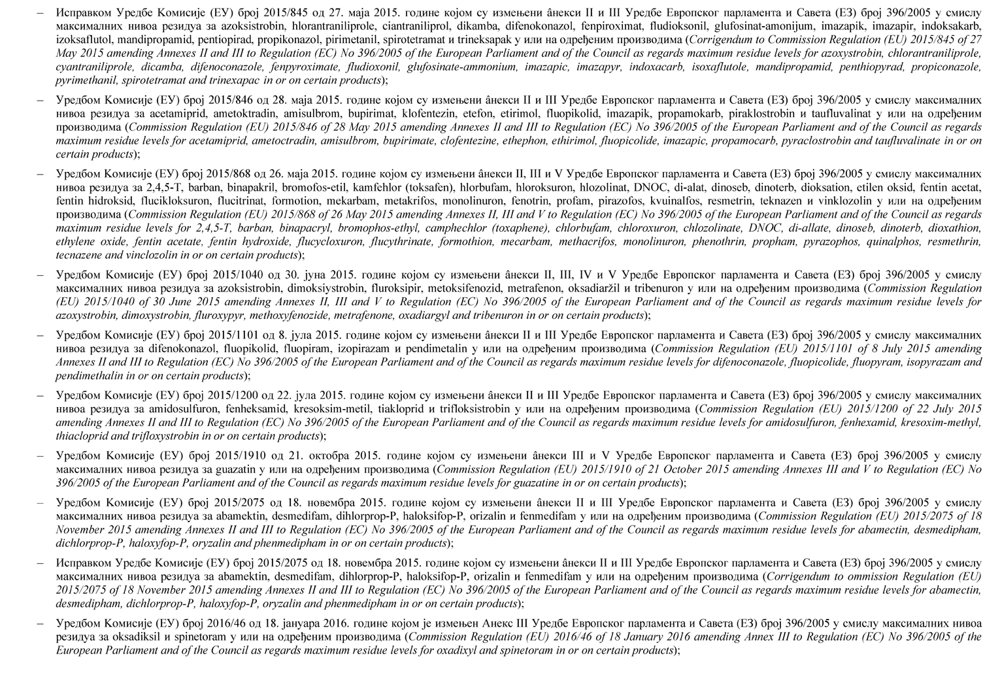 – Исправком Уредбе Комисије (ЕУ) број 2015/845 од 27. маја 2015. године којом су измењени âнекси II и III Уредбе Европског парламента и Савета (ЕЗ) број 396/2005 у смислу
максималних нивоа резидуа за azoksistrobin, hlorantraniliprole, ciantraniliprol, dikamba, difenokonazol, fenpiroximat, fludioksonil, glufosinat-amonijum, imazapik, imazapir, indoksakarb,
izoksaflutol, mandipropamid, pentiopirad, propikonazol, pirimetanil, spirotetramat и trineksapak у или на одређеним производима (Corrigendum to Commission Regulation (EU) 2015/845 of 27
May 2015 amending Annexes II and III to Regulation (EC) No 396/2005 of the European Parliament and of the Council as regards maximum residue levels for azoxystrobin, chlorantraniliprole,
cyantraniliprole, dicamba, difenoconazole, fenpyroximate, fludioxonil, glufosinate-ammonium, imazapic, imazapyr, indoxacarb, isoxaflutole, mandipropamid, penthiopyrad, propiconazole,
pyrimethanil, spirotetramat and trinexapac in or on certain products);
– Уредбом Комисије (ЕУ) број 2015/846 од 28. маја 2015. године којом су измењени âнекси II и III Уредбе Европског парламента и Савета (ЕЗ) број 396/2005 у смислу максималних
нивоа резидуа за acetamiprid, ametoktradin, amisulbrom, bupirimat, klofentezin, etefon, etirimol, fluopikolid, imazapik, propamokarb, piraklostrobin и taufluvalinat у или на одређеним
производима (Commission Regulation (EU) 2015/846 of 28 May 2015 amending Annexes II and III to Regulation (EC) No 396/2005 of the European Parliament and of the Council as regards
maximum residue levels for acetamiprid, ametoctradin, amisulbrom, bupirimate, clofentezine, ethephon, ethirimol, fluopicolide, imazapic, propamocarb, pyraclostrobin and taufluvalinate in or on
certain products);
– Уредбом Комисије (ЕУ) број 2015/868 од 26. маја 2015. године којом су измењени âнекси II, III и V Уредбе Европског парламента и Савета (ЕЗ) број 396/2005 у смислу максималних
нивоа резидуа за 2,4,5-T, barban, binapakril, bromofos-etil, kamfehlor (toksafen), hlorbufam, hloroksuron, hlozolinat, DNOC, di-alat, dinoseb, dinoterb, dioksation, etilen oksid, fentin acetat,
fentin hidroksid, flucikloksuron, flucitrinat, formotion, mekarbam, metakrifos, monolinuron, fenotrin, profam, pirazofos, kvuinalfos, resmetrin, teknazen и vinklozolin у или на одређеним
производима (Commission Regulation (EU) 2015/868 of 26 May 2015 amending Annexes II, III and V to Regulation (EC) No 396/2005 of the European Parliament and of the Council as regards
maximum residue levels for 2,4,5-T, barban, binapacryl, bromophos-ethyl, camphechlor (toxaphene), chlorbufam, chloroxuron, chlozolinate, DNOC, di-allate, dinoseb, dinoterb, dioxathion,
ethylene oxide, fentin acetate, fentin hydroxide, flucycloxuron, flucythrinate, formothion, mecarbam, methacrifos, monolinuron, phenothrin, propham, pyrazophos, quinalphos, resmethrin,
tecnazene and vinclozolin in or on certain products);
– Уредбом Комисије (ЕУ) број 2015/1040 од 30. јуна 2015. године којом су измењени âнекси II, III, IV и V Уредбе Европског парламента и Савета (ЕЗ) број 396/2005 у смислу
максималних нивоа резидуа за azoksistrobin, dimoksiystrobin, fluroksipir, metoksifenozid, metrafenon, oksadiaržil и tribenuron у или на одређеним производима (Commission Regulation
(EU) 2015/1040 of 30 June 2015 amending Annexes II, III and V to Regulation (EC) No 396/2005 of the European Parliament and of the Council as regards maximum residue levels for
azoxystrobin, dimoxystrobin, fluroxypyr, methoxyfenozide, metrafenone, oxadiargyl and tribenuron in or on certain products);
– Уредбом Комисије (ЕУ) број 2015/1101 од 8. јула 2015. године којом су измењени âнекси II и III Уредбе Европског парламента и Савета (ЕЗ) број 396/2005 у смислу максималних
нивоа резидуа за difenokonazol, fluopikolid, fluopiram, izopirazam и pendimetalin у или на одређеним производима (Commission Regulation (EU) 2015/1101 of 8 July 2015 amending
Annexes II and III to Regulation (EC) No 396/2005 of the European Parliament and of the Council as regards maximum residue levels for difenoconazole, fluopicolide, fluopyram, isopyrazam and
pendimethalin in or on certain products);
– Уредбом Комисије (ЕУ) број 2015/1200 од 22. јула 2015. године којом су измењени âнекси II и III Уредбе Европског парламента и Савета (ЕЗ) број 396/2005 у смислу максималних
нивоа резидуа за amidosulfuron, fenheksamid, kresoksim-metil, tiakloprid и trifloksistrobin у или на одређеним производима (Commission Regulation (EU) 2015/1200 of 22 July 2015
amending Annexes II and III to Regulation (EC) No 396/2005 of the European Parliament and of the Council as regards maximum residue levels for amidosulfuron, fenhexamid, kresoxim-methyl,
thiacloprid and trifloxystrobin in or on certain products);
– Уредбом Комисије (ЕУ) број 2015/1910 од 21. октобра 2015. године којом су измењени âнекси III и V Уредбе Европског парламента и Савета (ЕЗ) број 396/2005 у смислу
максималних нивоа резидуа за guazatin у или на одређеним производима (Commission Regulation (EU) 2015/1910 of 21 October 2015 amending Annexes III and V to Regulation (EC) No
396/2005 of the European Parliament and of the Council as regards maximum residue levels for guazatine in or on certain products);
– Уредбом Комисије (ЕУ) број 2015/2075 од 18. новембра 2015. године којом су измењени âнекси II и III Уредбе Европског парламента и Савета (ЕЗ) број 396/2005 у смислу
максималних нивоа резидуа за abamektin, desmedifam, dihlorprop-P, haloksifop-P, orizalin и fenmedifam у или на одређеним производима (Commission Regulation (EU) 2015/2075 of 18
November 2015 amending Annexes II and III to Regulation (EC) No 396/2005 of the European Parliament and of the Council as regards maximum residue levels for abamectin, desmedipham,
dichlorprop-P, haloxyfop-P, oryzalin and phenmedipham in or on certain products);
– Исправком Уредбе Комисије (ЕУ) број 2015/2075 од 18. новембра 2015. године којом су измењени âнекси II и III Уредбе Европског парламента и Савета (ЕЗ) број 396/2005 у смислу
максималних нивоа резидуа за abamektin, desmedifam, dihlorprop-P, haloksifop-P, orizalin и fenmedifam у или на одређеним производима (Corrigendum to ommission Regulation (EU)
2015/2075 of 18 November 2015 amending Annexes II and III to Regulation (EC) No 396/2005 of the European Parliament and of the Council as regards maximum residue levels for abamectin,
desmedipham, dichlorprop-P, haloxyfop-P, oryzalin and phenmedipham in or on certain products);
– Уредбом Комисије (ЕУ) број 2016/46 од 18. јануара 2016. године којом је измењен Анекс III Уредбе Европског парламента и Савета (ЕЗ) број 396/2005 у смислу максималних нивоа
резидуа за oksadiksil и spinetoram у или на одређеним производима (Commission Regulation (EU) 2016/46 of 18 January 2016 amending Annex III to Regulation (EC) No 396/2005 of the
European Parliament and of the Council as regards maximum residue levels for oxadixyl and spinetoram in or on certain products);